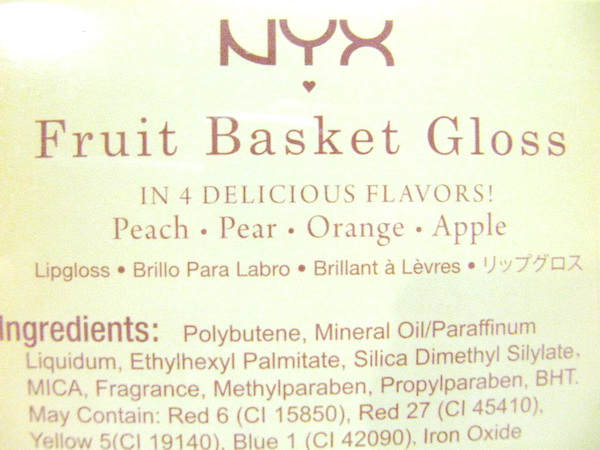 NYX
Fruit Basket Gloss
IN 4 DELICIOUS FLAVORS!
Peach • Pear • Orange • Apple
Lipgloss • Brillo Para Labro • Brillant à Lèvres • リップグロス
Ingredients: Polybutene, Mineral Oil/Paraffinum
Liquidum, Ethylhexyl Palmitate, Silica Dimethyl Silylate,
MICA, Fragrance, Methylparaben, Propylparaben, BHT.
May Contain: Red 6 (CI 15850), Red 27 (CI 45410),
Yellow 5(CI 19140), Blue 1 (CI 42090), Iron Oxide